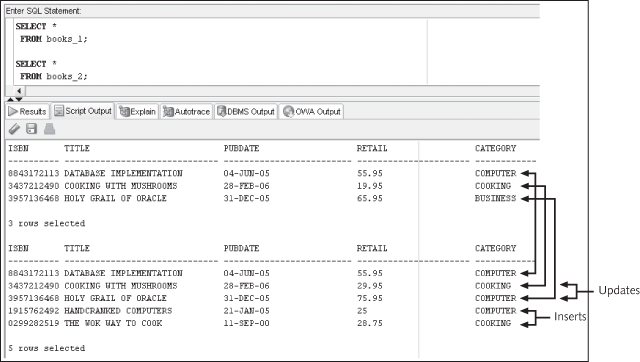 Enter SQL Statement:
SELECT *
FROM books_1;
SELECT *
FROM books_2;
Results Script Output Explain Autotrace DBMS Output OWA Output
ISBN TITLE PUBDATE RETAIL CATEGORY
---------- ------------------------------ ------------------------- ---------------------- ------------
8843172113 DATABASE IMPLEMENTATION 04-JUN-05 55.95 COMPUTER
3437212490 COOKING WITH MUSHROOMS 28-FEB-06 19.95 COOKING
3957136468 HOLY GRAIL OF ORACLE 31-DEC-05 65.95 BUSINESS
3 rows selected
ISBN TITLE PUBDATE RETAIL CATEGORY
---------- ------------------------------ ------------------------- ---------------------- ------------
8843172113 DATABASE IMPLEMENTATION 04-JUN-05 55.95 COMPUTER
3437212490 COOKING WITH MUSHROOMS 28-FEB-06 29.95 COOKING
3957136468 HOLY GRAIL OF ORACLE 31-DEC-05 75.95 COMPUTER
1915762492 HANDCRANKED COMPUTERS 21-JAN-05 25 COMPUTER
0299282519 THE WOK WAY TO COOK 11-SEP-00 28.75 COOKING
5 rows selected
Updates
Inserts